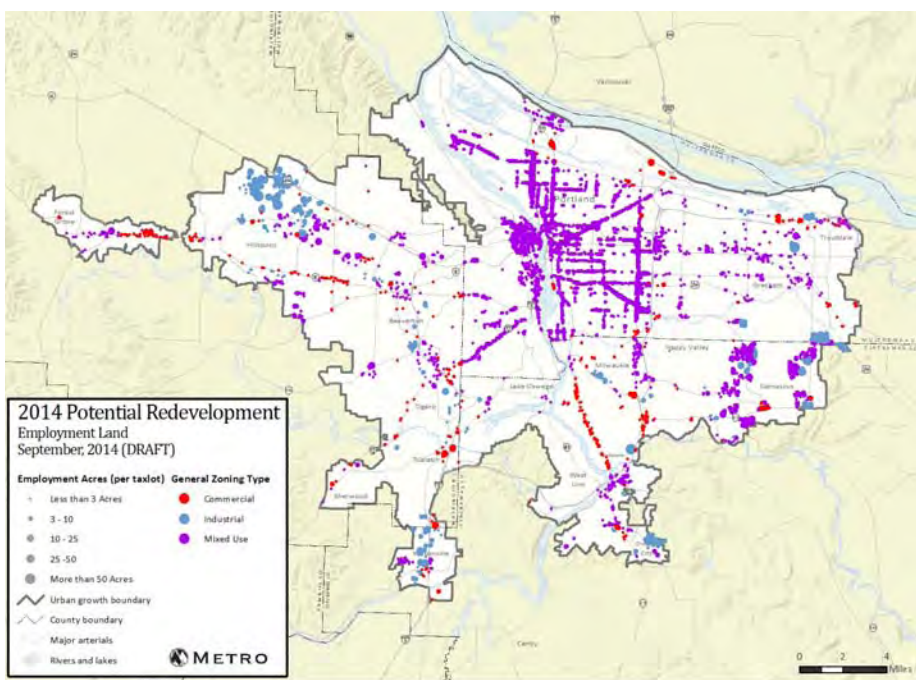 Vancouver
Portland
Forest
Grove
Hillsboro
Troutdale
Gresham
Beaverton
Milwaukie
Damascus
Lake Oswego
Tigard
Tualatin
West
Linn
Sherwood
Canby
2014 Potential Redevelopment
Employment Land
September, 2014 (DRAFT)
Employment Acres (per taxlot)
General Zoning Type
Less than 3 Acres
Commercial
3 - 10
Industrial
10 - 25
Mixed Use
25 -50
More than 50 Acres
Urban growth boundary
County boundary
Major arterials
Rivers and lakes
METRO
0
2
4
Miles